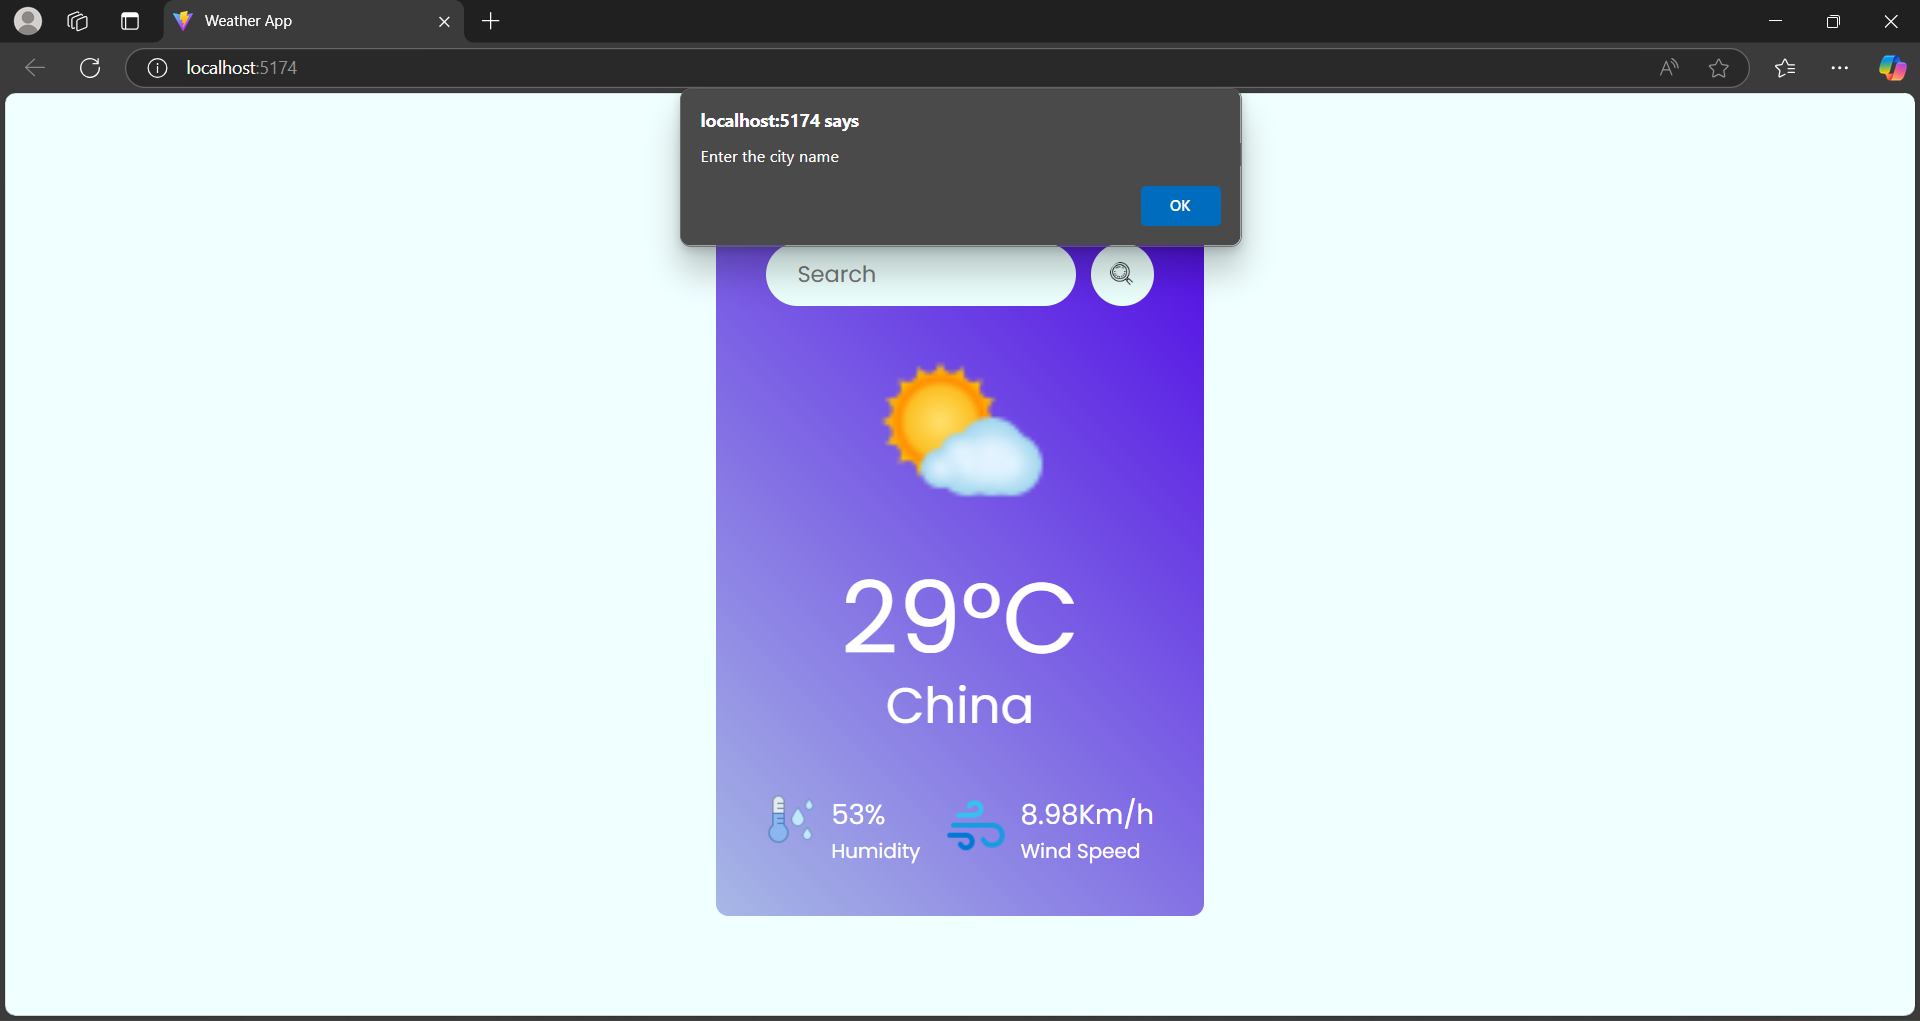 Weather App
localhost:5174
localhost:5174 says
Enter the city name
OK
Search
29°C
China
53%
Humidity
8.98Km/h
Wind Speed